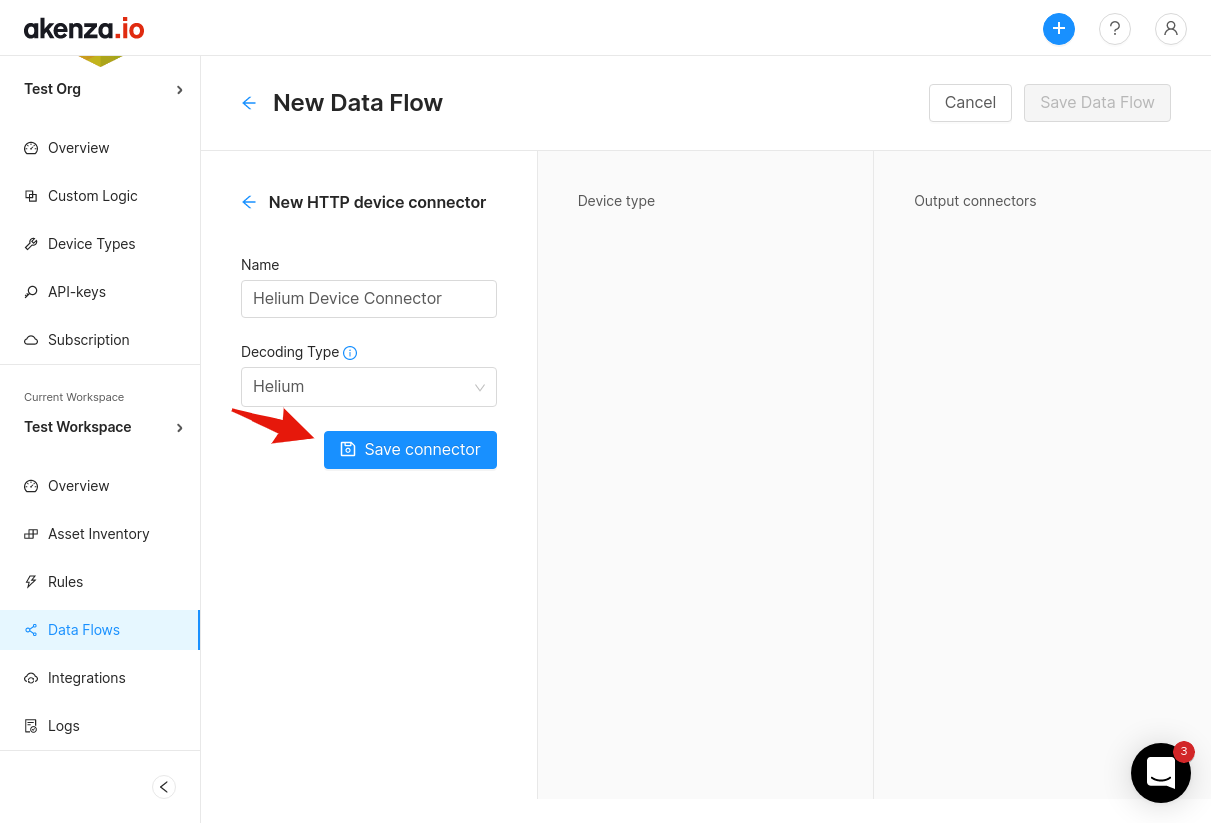 akenza.io
Test Org
Overview
Custom Logic
Device Types
API-keys
Subscription
Current Workspace
Test Workspace
Overview
Asset Inventory
Rules
Data Flows
Integrations
Logs
New Data Flow
Cancel
Save Data Flow
New HTTP device connector
Name
Helium Device Connector
Decoding Type
Helium
Save connector
Device type
Output connectors
3